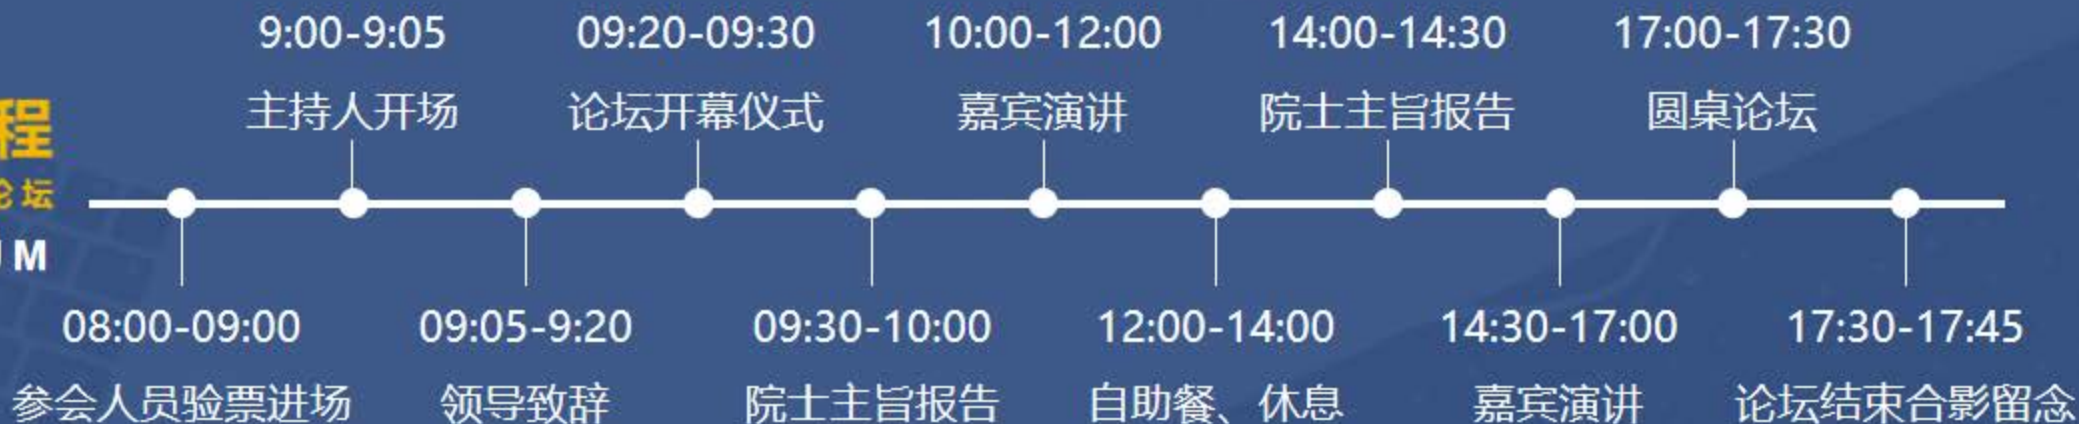 9:00-9:05 09:20-09:30 10:00-12:00 14:00-14:30 17:00-17:30
主持人开场 论坛开幕仪式 嘉宾演讲 院士主旨报告 圆桌论坛
程
论坛
UM
08:00-09:00 09:05-9:20 09:30-10:00 12:00-14:00 14:30-17:00 17:30-17:45
参会人员验票进场 领导致辞 院士主旨报告 自助餐、休息 嘉宾演讲 论坛结束合影留念